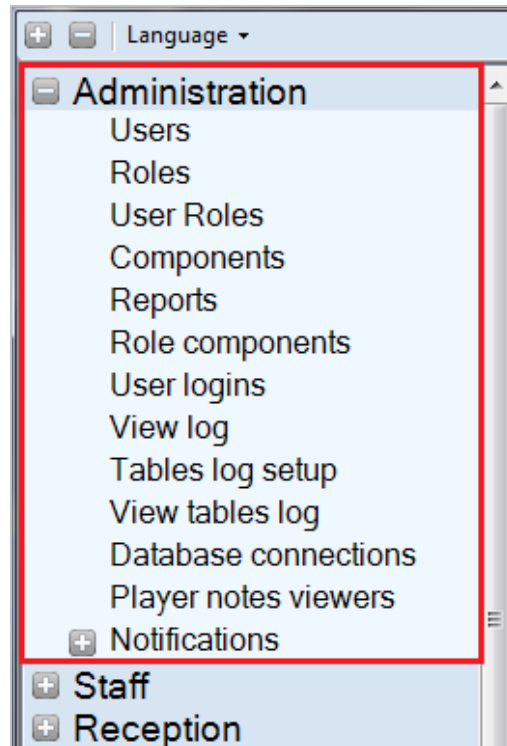 Language
Administration
Users
Roles
User Roles
Components
Reports
Role components
User logins
View log
Tables log setup
View tables log
Database connections
Player notes viewers
Notifications
Staff
Reception